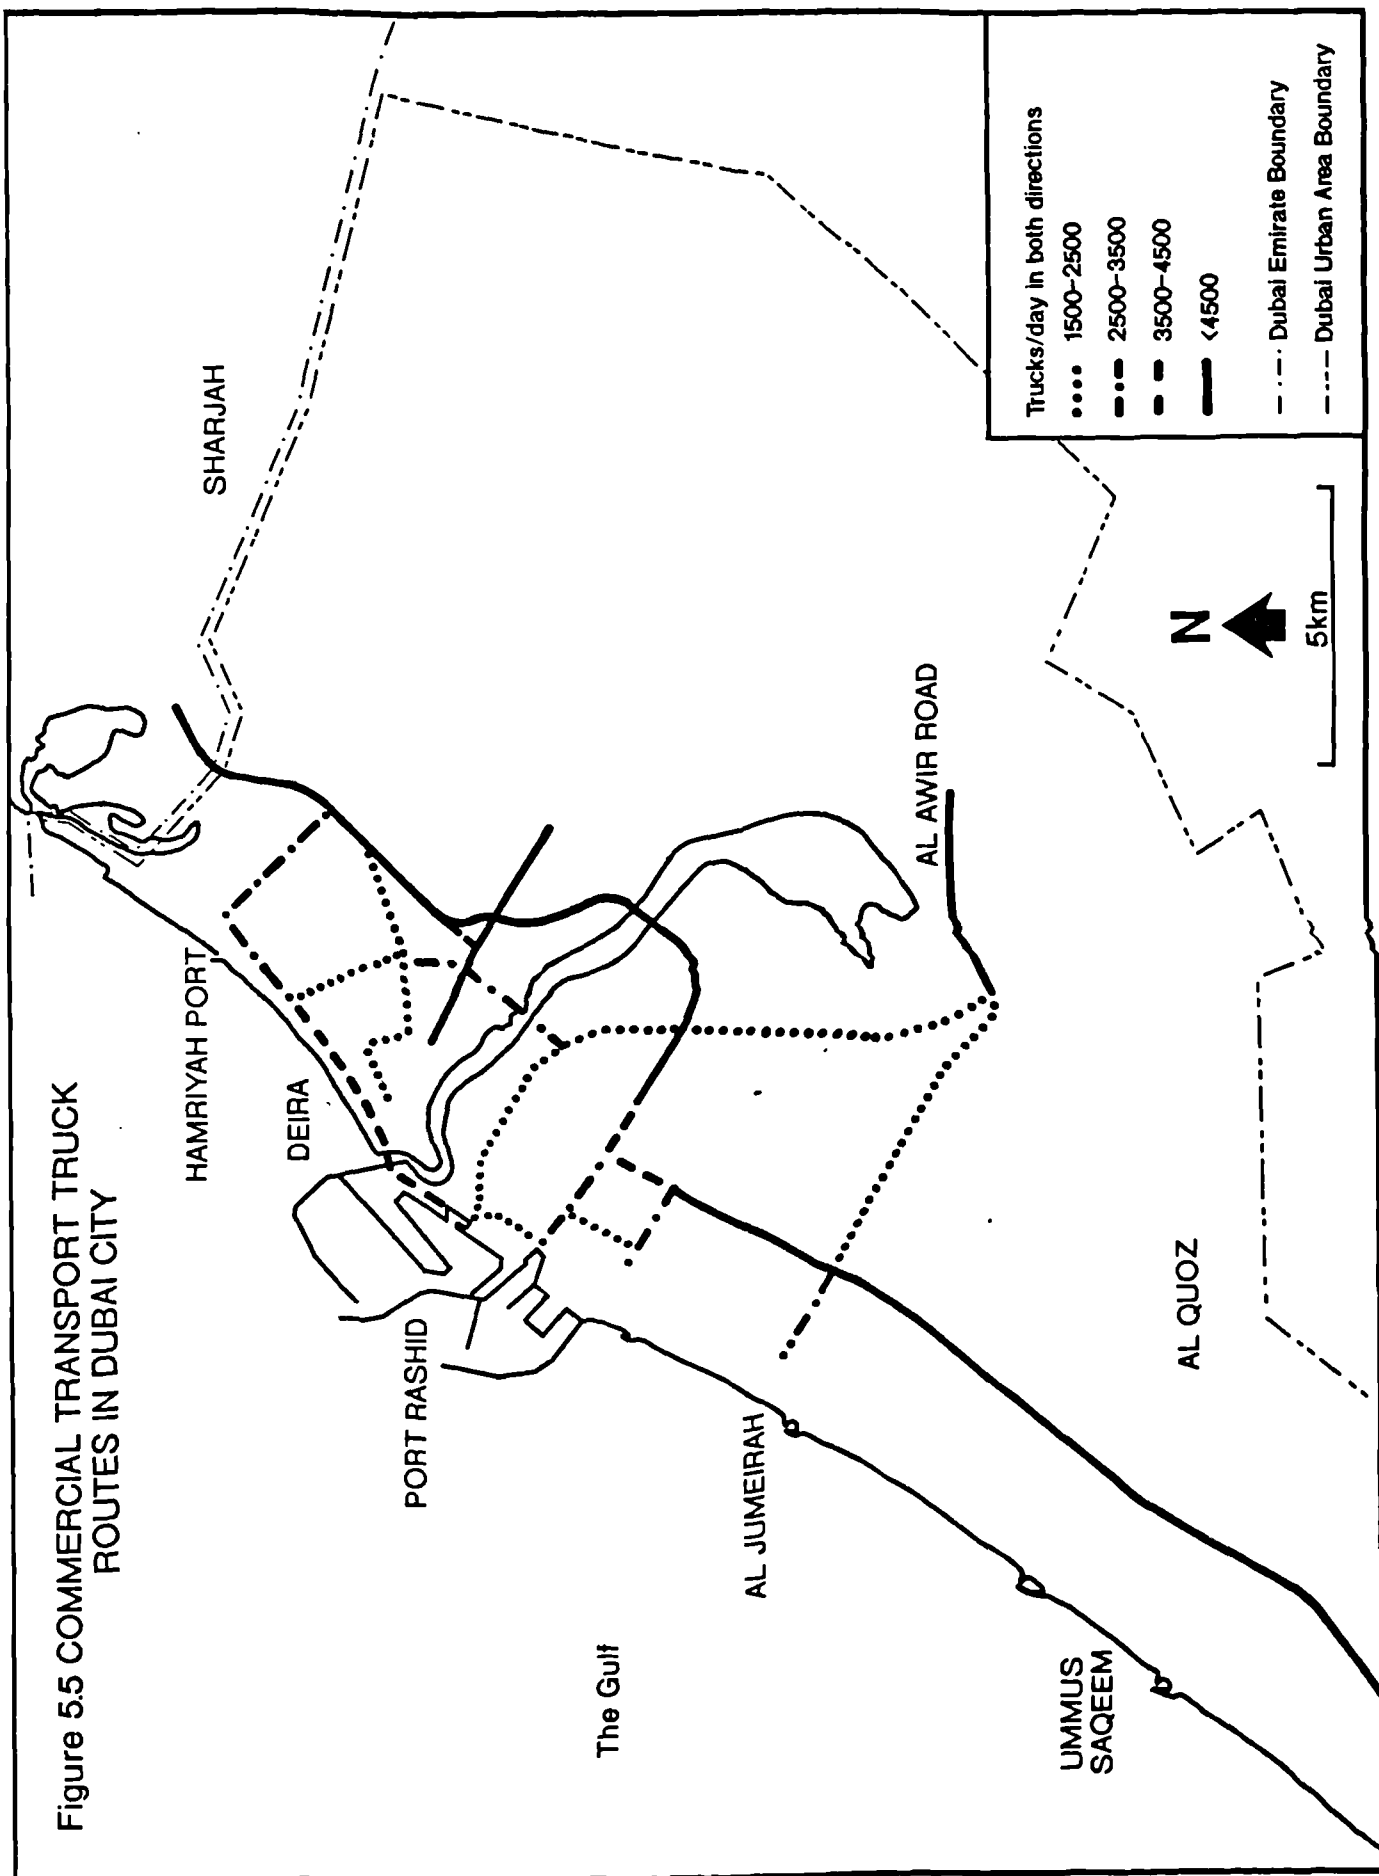 Figure 5.5 COMMERCIAL TRANSPORT TRUCK
ROUTES IN DUBAI CITY
SHARJAH
HAMRIYAH PORT
DEIRA
PORT RASHID
AL AWIR ROAD
AL JUMEIRAH
The Gulf
AL QUOZ
UMMUS
SAQEEM
N
5km
Trucks/day in both directions
1500-2500
2500-3500
3500-4500
<4500
Dubai Emirate Boundary
Dubai Urban Area Boundary